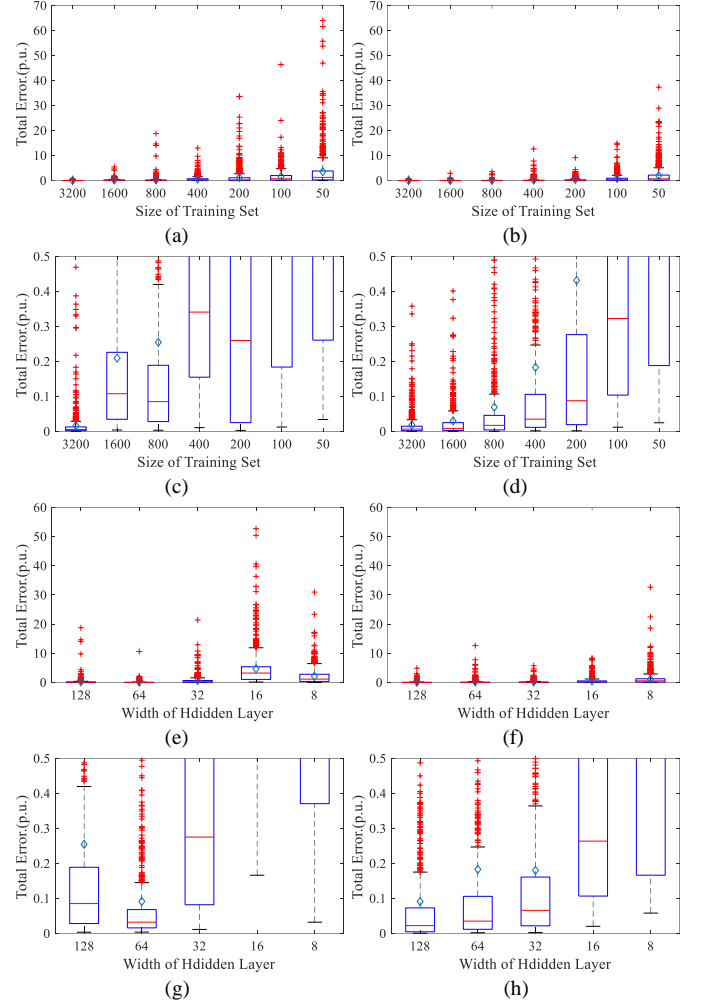 70
60
50
40
30
20
10
0
Total Error.(p.u.)
3200 1600 800 400 200 100 50
Size of Training Set
(a)
70
60
50
40
30
20
10
0
Total Error.(p.u.)
3200 1600 800 400 200 100 50
Size of Training Set
(b)
0.5
0.4
0.3
0.2
0.1
0
Total Error.(p.u.)
3200 1600 800 400 200 100 50
Size of Training Set
(c)
0.5
0.4
0.3
0.2
0.1
0
Total Error.(p.u.)
3200 1600 800 400 200 100 50
Size of Training Set
(d)
60
50
40
30
20
10
0
Total Error.(p.u.)
128 64 32 16 8
Width of Hdidden Layer
(e)
60
50
40
30
20
10
0
Total Error.(p.u.)
128 64 32 16 8
Width of Hdidden Layer
(f)
0.5
0.4
0.3
0.2
0.1
0
Total Error.(p.u.)
128 64 32 16 8
Width of Hdidden Layer
(g)
0.5
0.4
0.3
0.2
0.1
0
Total Error.(p.u.)
128 64 32 16 8
Width of Hdidden Layer
(h)